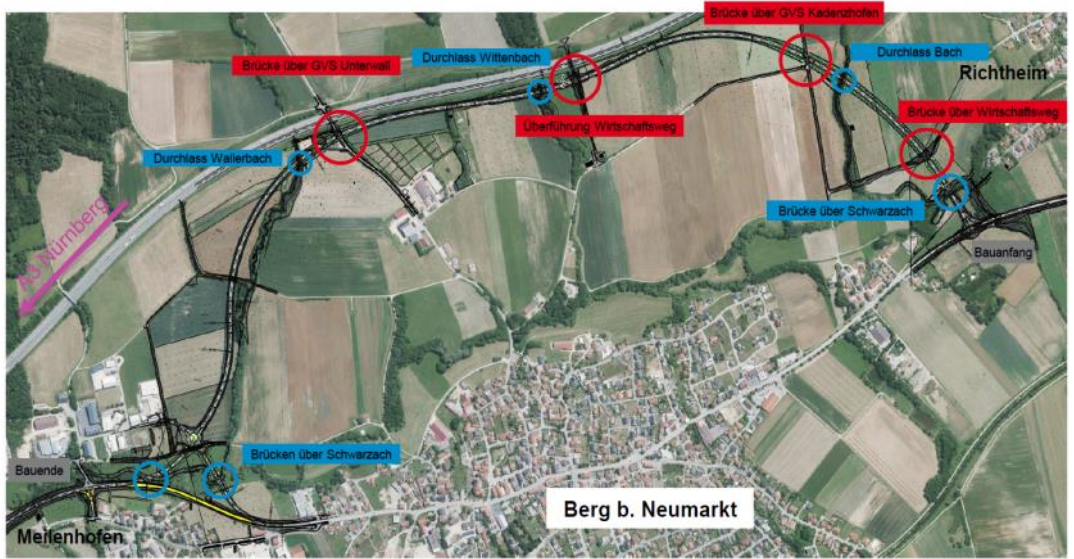 Brücke über GVS Kadenzhofen
Durchlass Wittenbach
Durchlass Bach
Brücke über GVS Unterwall
Richtheim
Brücke über Wirtschaftsweg
Überführung Wirtschaftsweg
Durchlass Wallerbach
Brücke über Schwarzach
A3 Nürnberg
Bauanfang
Brücken über Schwarzach
Bauende
Berg b. Neumarkt
Meilenhofen